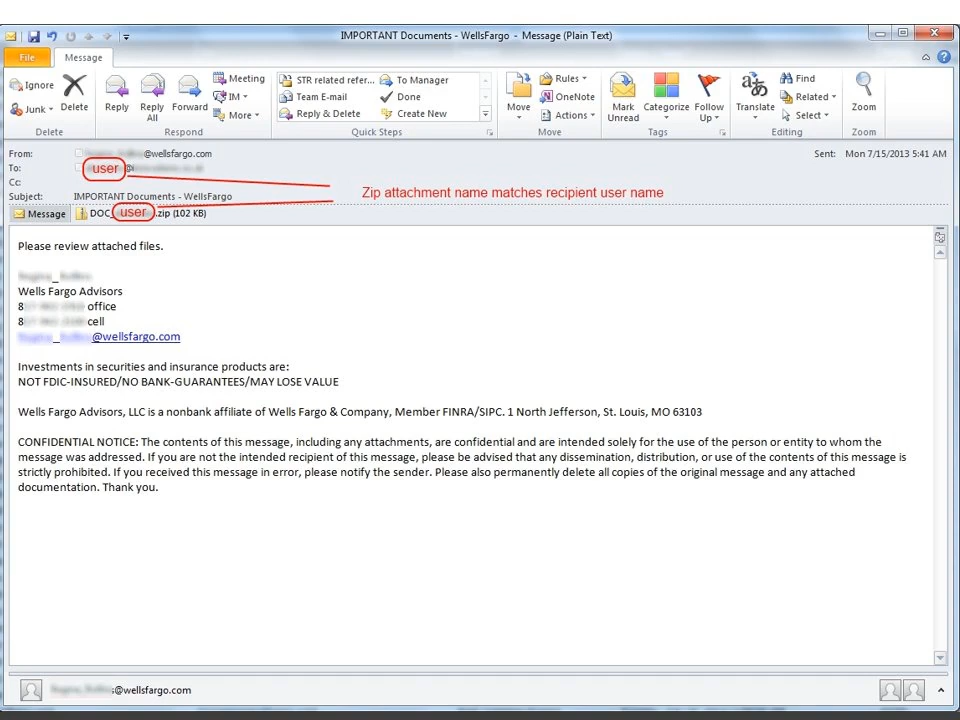 IMPORTANT Documents - WellsFargo - Message (Plain Text)
File Message
Ignore
Junk
Delete
Delete
Reply
Reply All
Forward
Meeting
IM
More
Respond
STR related refer...
Team E-mail
Reply & Delete
To Manager
Done
Create New
Quick Steps
Move
Rules
OneNote
Actions
Move
Mark Unread
Categorize
Follow Up
Tags
Translate
Find
Related
Select
Editing
Zoom
Zoom
From: @wellsfargo.com
Sent: Mon 7/15/2013 5:41 AM
To: user
Cc:
Zip attachment name matches recipient user name
Subject: IMPORTANT Documents - WellsFargo
Message DOC_ user .zip (102 KB)
Please review attached files.
Wells Fargo Advisors
8 office
8 cell
@wellsfargo.com
Investments in securities and insurance products are:
NOT FDIC-INSURED/NO BANK-GUARANTEES/MAY LOSE VALUE
Wells Fargo Advisors, LLC is a nonbank affiliate of Wells Fargo & Company, Member FINRA/SIPC. 1 North Jefferson, St. Louis, MO 63103
CONFIDENTIAL NOTICE: The contents of this message, including any attachments, are confidential and are intended solely for the use of the person or entity to whom the
message was addressed. If you are not the intended recipient of this message, please be advised that any dissemination, distribution, or use of the contents of this message is
strictly prohibited. If you received this message in error, please notify the sender. Please also permanently delete all copies of the original message and any attached
documentation. Thank you.
@wellsfargo.com